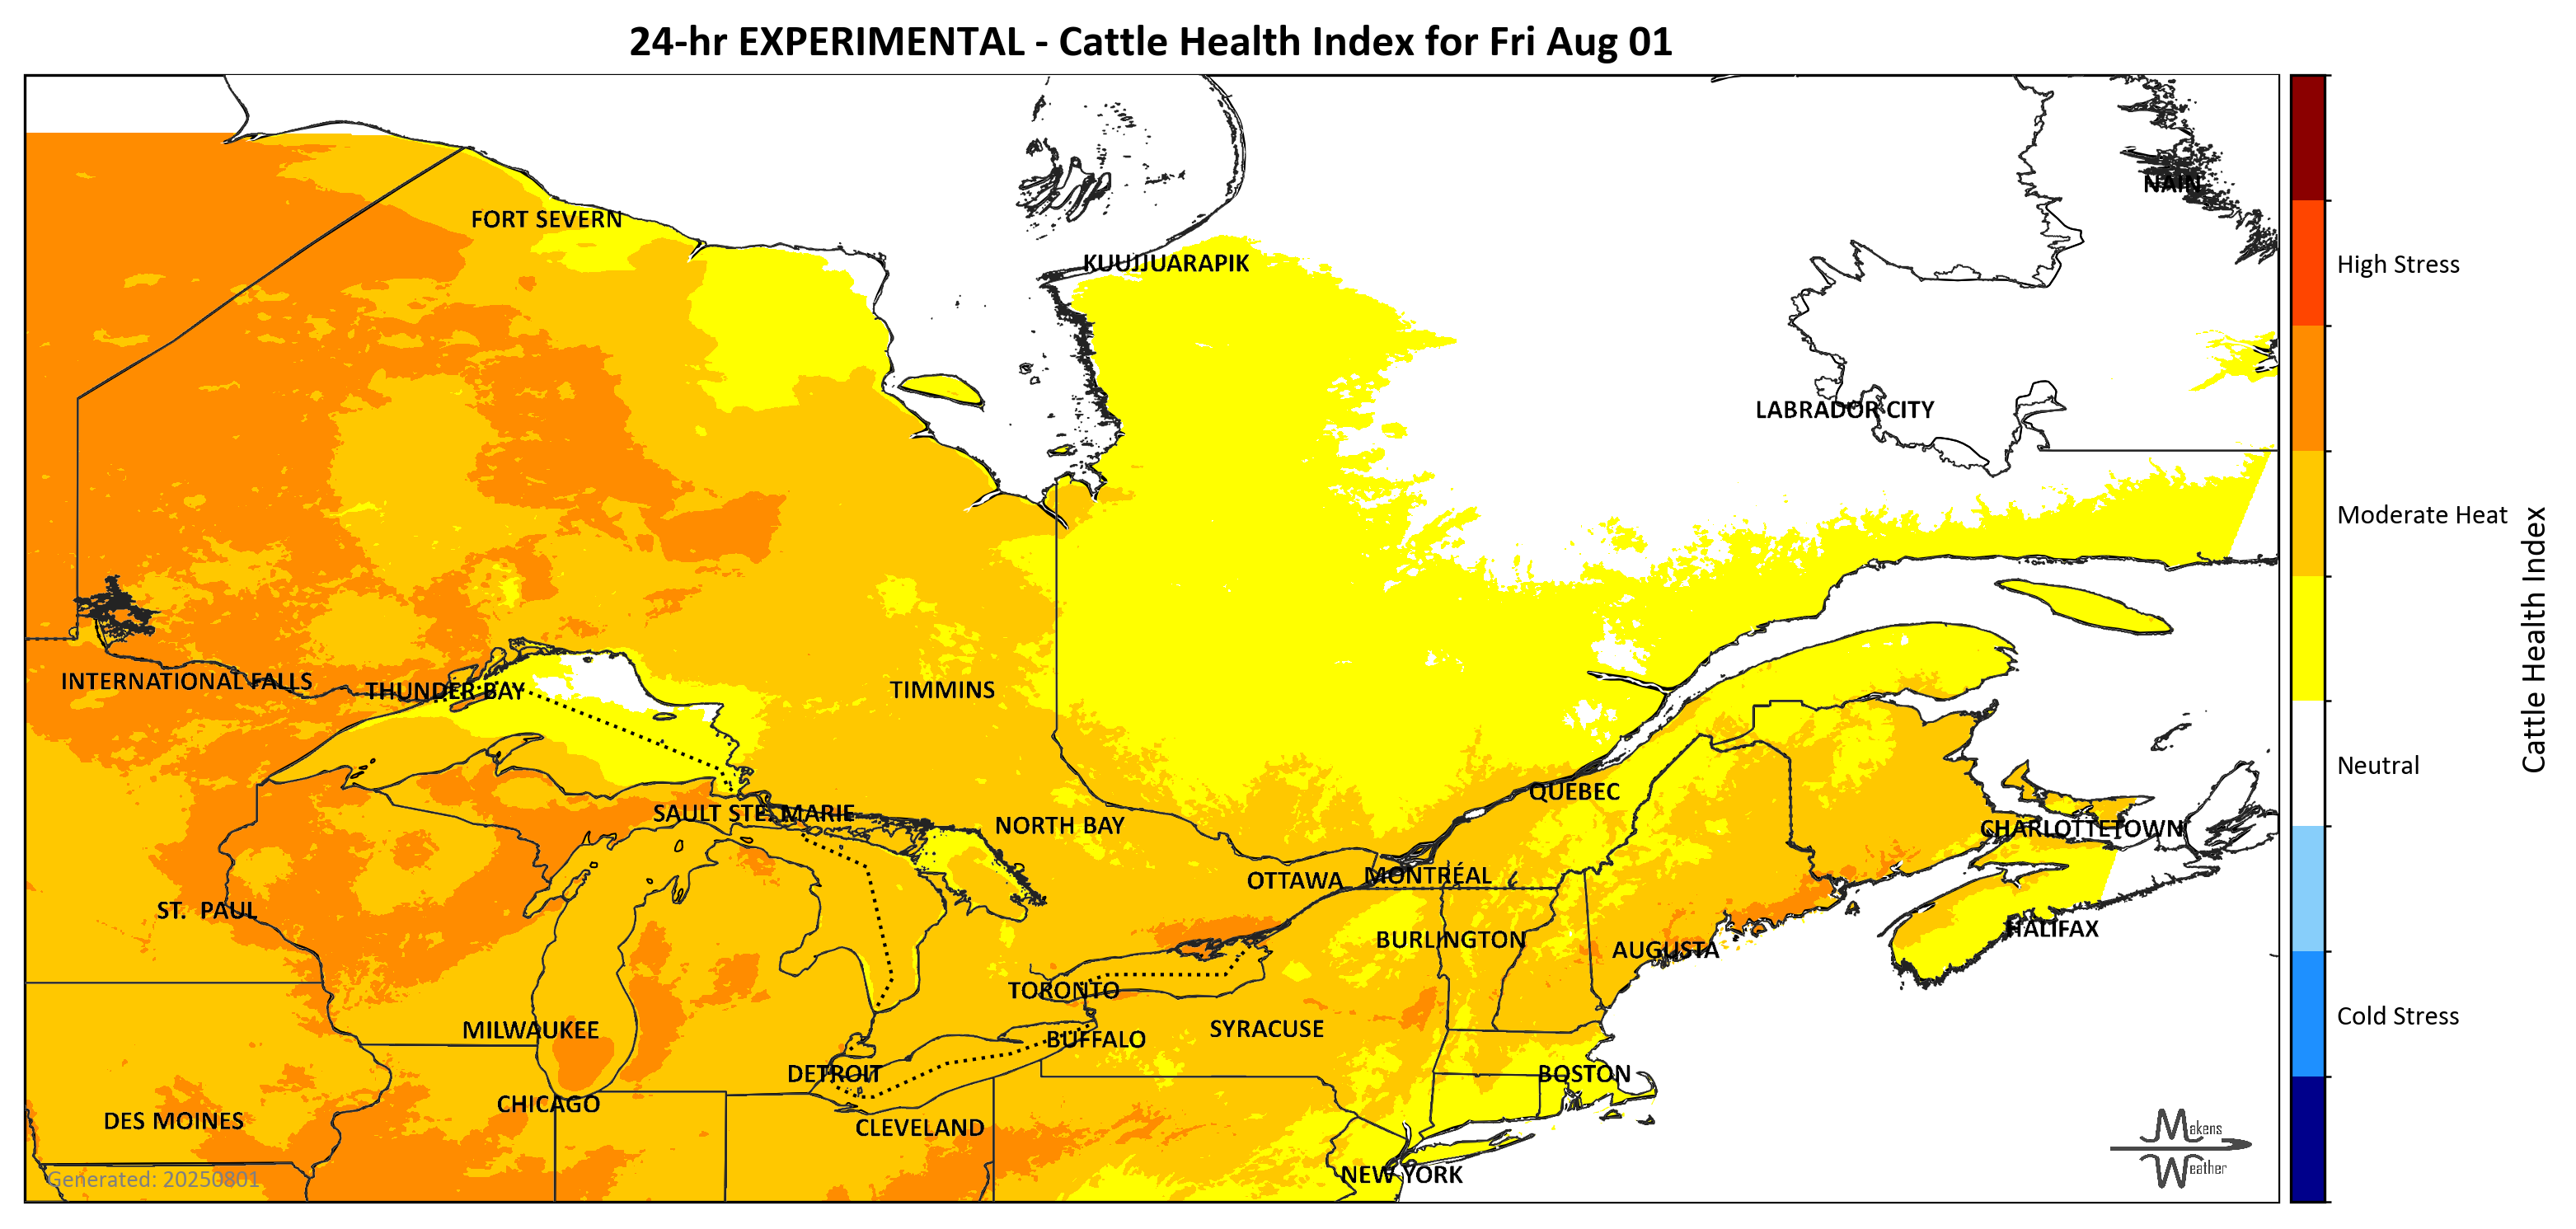 24-hr EXPERIMENTAL - Cattle Health Index for Fri Aug 01
NAIN
FORT SEVERN
KUUJJUARAPIK
High Stress
LABRADOR CITY
Moderate Heat
Cattle Health Index
INTERNATIONAL FALLS
THUNDER BAY
TIMMINS
Neutral
QUEBEC
SAULT STE. MARIE
NORTH BAY
CHARLOTTETOWN
OTTAWA
MONTRÉAL
ST. PAUL
HALIFAX
BURLINGTON
AUGUSTA
TORONTO
Cold Stress
MILWAUKEE
SYRACUSE
BUFFALO
DETROIT
BOSTON
CHICAGO
DES MOINES
CLEVELAND
Makens
Weather
NEW YORK
Generated: 20250801